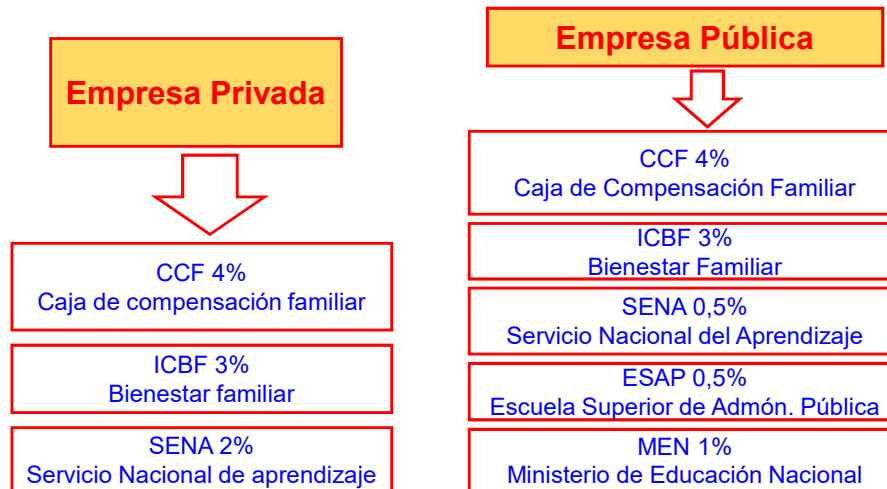 Empresa Privada
CCF 4%
Caja de compensación familiar
ICBF 3%
Bienestar familiar
SENA 2%
Servicio Nacional de aprendizaje
Empresa Pública
CCF 4%
Caja de Compensación Familiar
ICBF 3%
Bienestar Familiar
SENA 0,5%
Servicio Nacional del Aprendizaje
ESAP 0,5%
Escuela Superior de Admón. Pública
MEN 1%
Ministerio de Educación Nacional